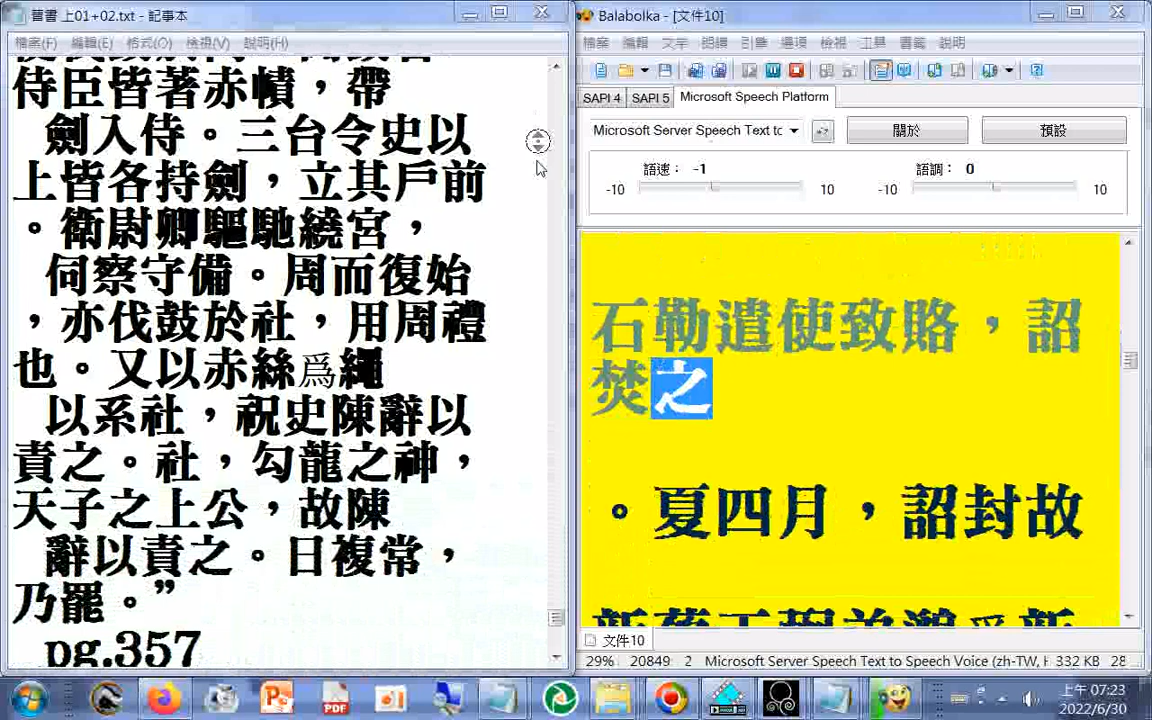 晉書 上01+02.txt - 記事本
檔案(F) 編輯(E) 格式(O) 檢視(V) 說明(H)
侍臣皆著赤幘，帶
劍入侍。三台令史以
上皆各持劍，立其戶前
。衛尉卿驅馳繞宮，
伺察守備。周而復始
，亦伐鼓於社，用周禮
也。又以赤絲爲繩
以系社，祝史陳辭以
責之。社，勾龍之神，
天子之上公，故陳
辭以責之。日複常，
乃罷。”
pg.357
Balabolka - [文件10]
檔案 編輯 文字 朗讀 引擎 選項 檢視 工具 書籤 說明
SAPI 4 SAPI 5 Microsoft Speech Platform
Microsoft Server Speech Text to 關於 預設
語速： -1 語調： 0
-10 10 -10 10
石勒遣使致賂，詔
焚之
。夏四月，詔封故
文件10
29% 20849: 2 Microsoft Server Speech Text to Speech Voice (zh-TW, H 332 KB 28
上午 07:23
2022/6/30